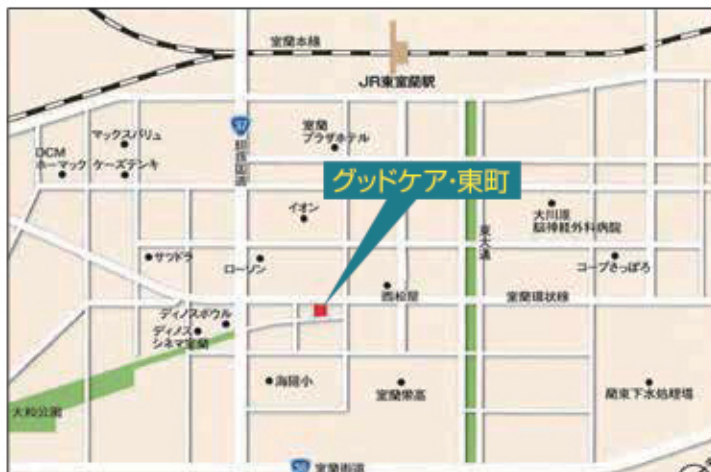 室蘭本線
JR東室蘭駅
37
マックスバリュ
室蘭
プラザホテル
DCM
ホーマック
ケーズデンキ
グッドケア・東町
イオン
大川原
脳神経外科病院
東大通
サツドラ
ローソン
コープさっぽろ
西松屋
室蘭環状線
ディノスボウル
ディノス
シネマ室蘭
海陽小
室蘭栄高
蘭東下水処理場
大和公園
36
室蘭街道